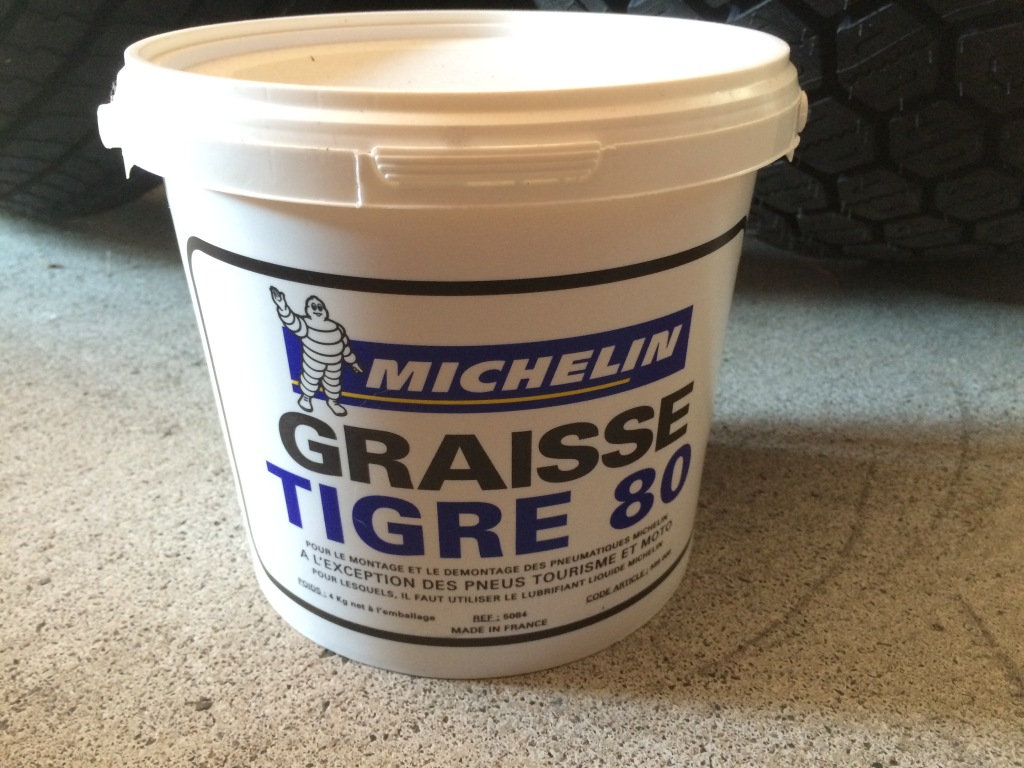 MICHELIN
GRAISSE
TIGRE 80
POUR LE MONTAGE ET LE DEMONTAGE DES PNEUMATIQUES MICHELIN
A L'EXCEPTION DES PNEUS TOURISME ET MOTO
POUR LESQUELS, IL FAUT UTILISER LE LUBRIFIANT LIQUIDE MICHELIN
POIDS : 4 Kg net à l'emballage
REF : 5084
CODE ARTICLE :
MADE IN FRANCE